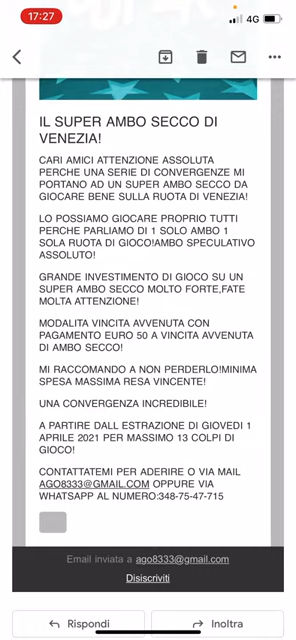 17:27
4G
IL SUPER AMBO SECCO DI
VENEZIA!
CARI AMICI ATTENZIONE ASSOLUTA
PERCHE UNA SERIE DI CONVERGENZE MI
PORTANO AD UN SUPER AMBO SECCO DA
GIOCARE BENE SULLA RUOTA DI VENEZIA!
LO POSSIAMO GIOCARE PROPRIO TUTTI
PERCHE PARLIAMO DI 1 SOLO AMBO 1
SOLA RUOTA DI GIOCO!AMBO SPECULATIVO
ASSOLUTO!
GRANDE INVESTIMENTO DI GIOCO SU UN
SUPER AMBO SECCO MOLTO FORTE,FATE
MOLTA ATTENZIONE!
MODALITA VINCITA AVVENUTA CON
PAGAMENTO EURO 50 A VINCITA AVVENUTA
DI AMBO SECCO!
MI RACCOMANDO A NON PERDERLO!MINIMA
SPESA MASSIMA RESA VINCENTE!
UNA CONVERGENZA INCREDIBILE!
A PARTIRE DALL ESTRAZIONE DI GIOVEDI 1
APRILE 2021 PER MASSIMO 13 COLPI DI
GIOCO!
CONTATTATEMI PER ADERIRE O VIA MAIL
AGO8333@GMAIL.COM OPPURE VIA
WHATSAPP AL NUMERO:348-75-47-715
Email inviata a ago8333@gmail.com
Disiscriviti
Rispondi
Inoltra